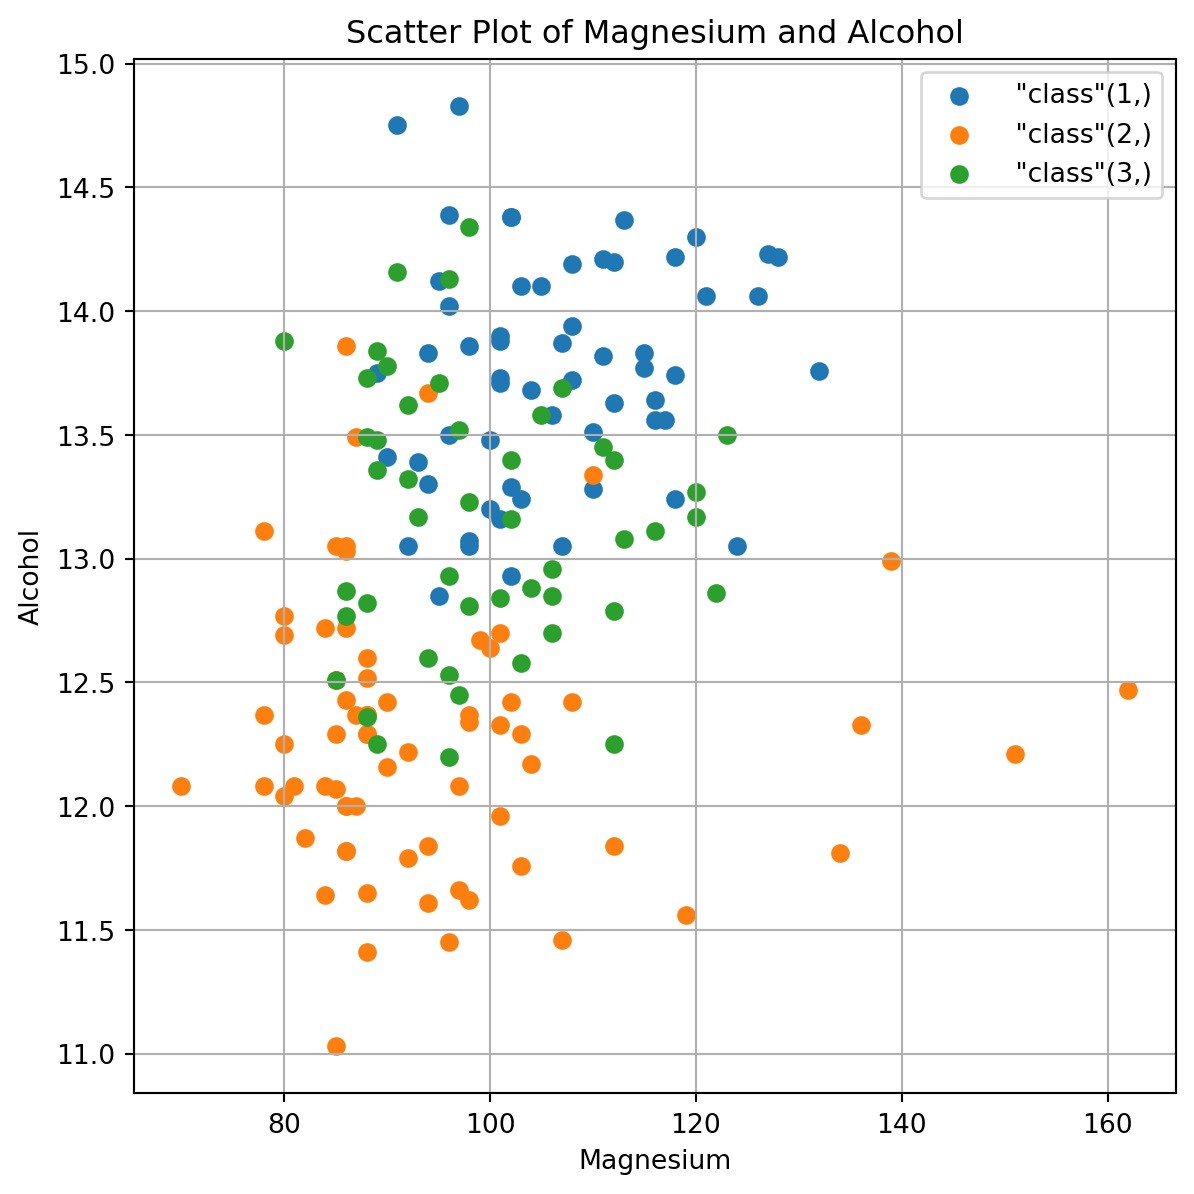 Scatter Plot of Magnesium and Alcohol
15.0
14.5
14.0
13.5
13.0
12.5
12.0
11.5
11.0
Alcohol
"class"(1,)
"class"(2,)
"class"(3,)
80 100 120 140 160
Magnesium